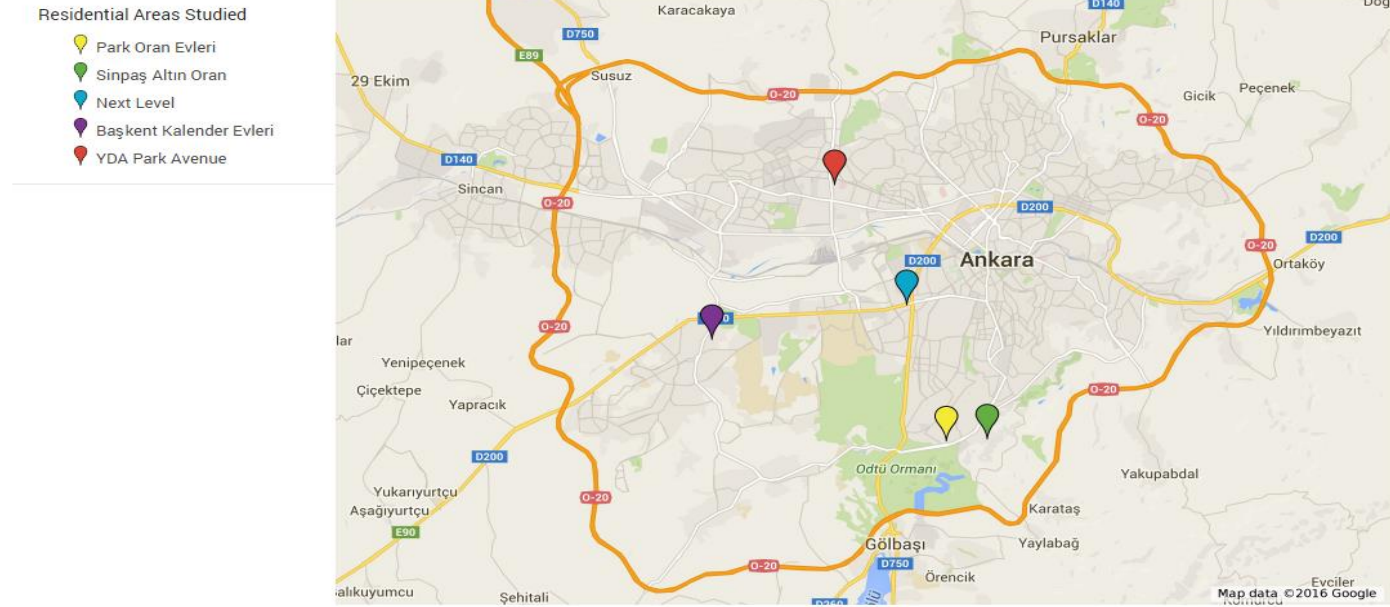 Residential Areas Studied
Park Oran Evleri
Sinpaş Altın Oran
Next Level
Başkent Kalender Evleri
YDA Park Avenue
D140
Karacakaya
D750
Pursaklar
E89
Susuz
29 Ekim
O-20
Gicik
Peçenek
O-20
D140
Sincan
O-20
D200
D200
O-20
D200
Ankara
Ortaköy
O-20
Yıldırımbeyazıt
Yenipeçenek
Çiçektepe
O-20
Yapracık
D200
Odtü Ormanı
Yakupabdal
Yukarıyurtçu
O-20
Aşağıyurtçu
Karataş
E90
Gölbaşı
Yaylabağ
O-20
D750
Örencik
Evciler
Şehitali
Map data ©2016 Google